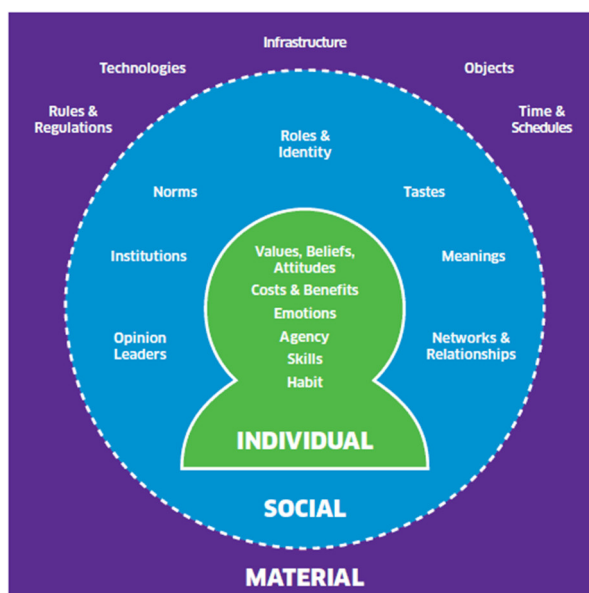 Infrastructure
Technologies
Objects
Rules &
Regulations
Time &
Schedules
Roles &
Identity
Norms
Tastes
Institutions
Meanings
Opinion
Leaders
Networks &
Relationships
Values, Beliefs,
Attitudes
Costs & Benefits
Emotions
Agency
Skills
Habit
INDIVIDUAL
SOCIAL
MATERIAL